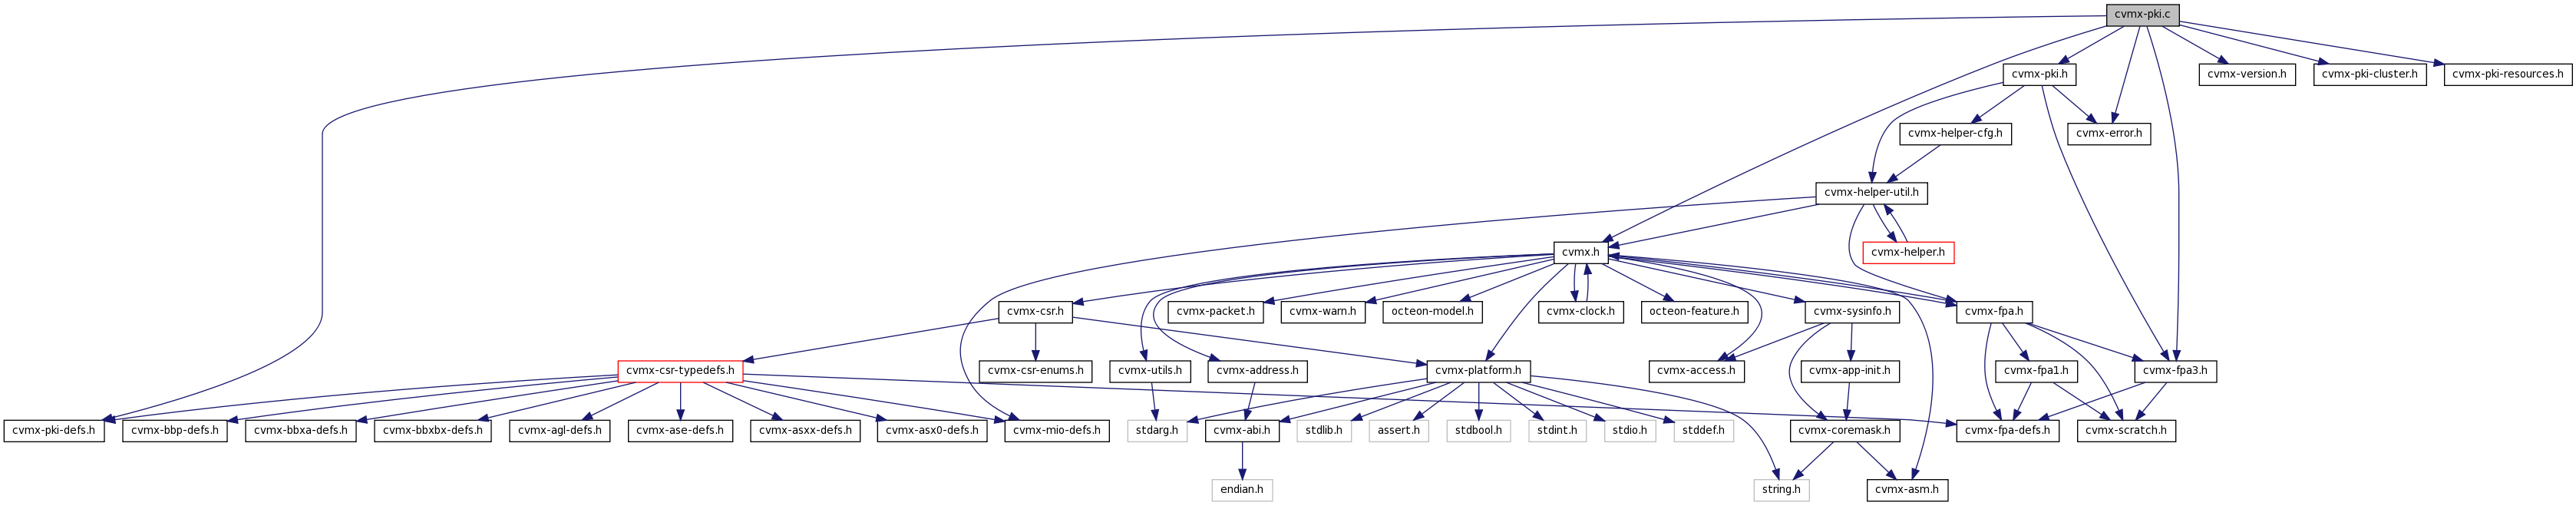 cvmx-pki.c
cvmx-pki.h
cvmx-version.h
cvmx-pki-cluster.h
cvmx-pki-resources.h
cvmx-helper-cfg.h
cvmx-error.h
cvmx-helper-util.h
cvmx.h
cvmx-helper.h
cvmx-csr.h
cvmx-packet.h
cvmx-warn.h
octeon-model.h
cvmx-clock.h
octeon-feature.h
cvmx-sysinfo.h
cvmx-fpa.h
cvmx-csr-typedefs.h
cvmx-csr-enums.h
cvmx-utils.h
cvmx-address.h
cvmx-platform.h
cvmx-access.h
cvmx-app-init.h
cvmx-fpa1.h
cvmx-fpa3.h
cvmx-pki-defs.h
cvmx-bbp-defs.h
cvmx-bbxa-defs.h
cvmx-bbxbx-defs.h
cvmx-agl-defs.h
cvmx-ase-defs.h
cvmx-asxx-defs.h
cvmx-asx0-defs.h
cvmx-mio-defs.h
stdarg.h
cvmx-abi.h
stdlib.h
assert.h
stdbool.h
stdint.h
stdio.h
stddef.h
cvmx-coremask.h
cvmx-fpa-defs.h
cvmx-scratch.h
endian.h
string.h
cvmx-asm.h